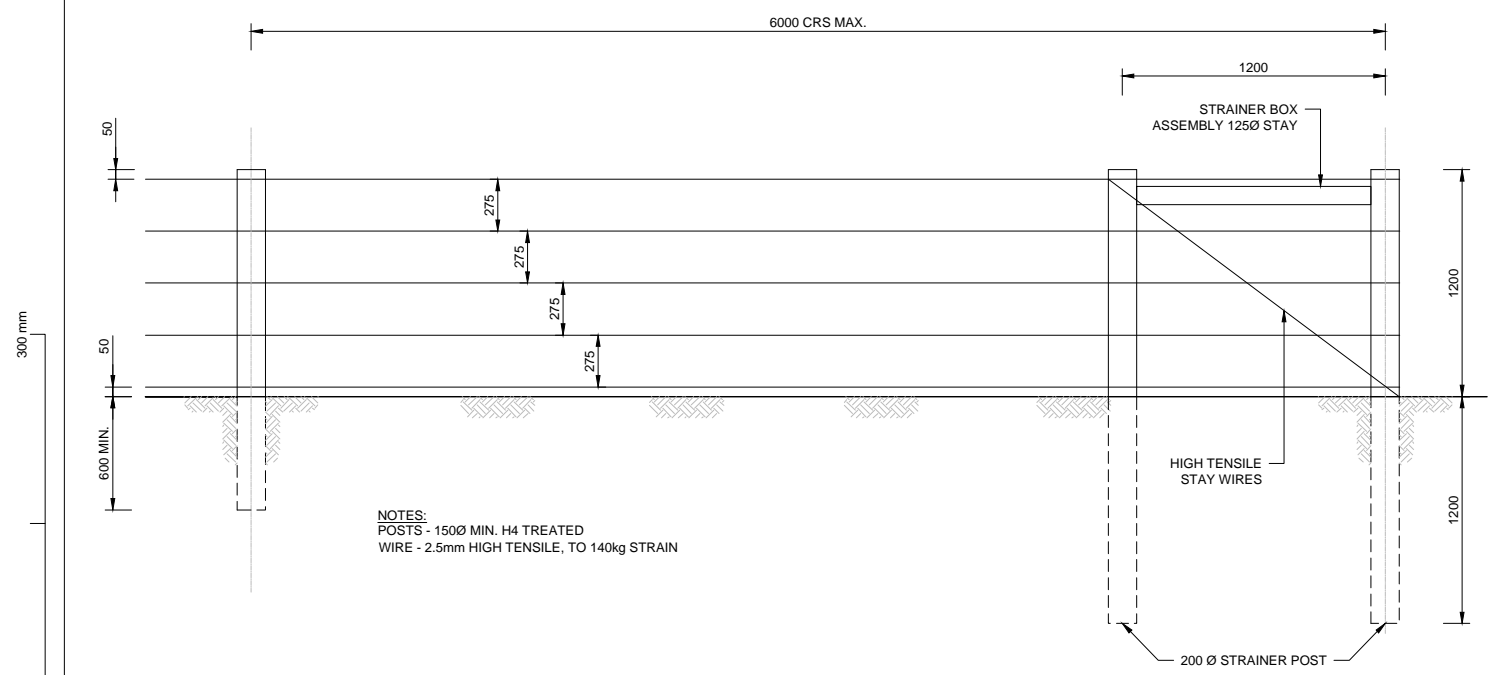 6000 CRS MAX.
1200
STRAINER BOX
ASSEMBLY 125Ø STAY
50
275
275
275
275
1200
300 mm
50
600 MIN.
HIGH TENSILE
STAY WIRES
1200
NOTES:
POSTS - 150Ø MIN. H4 TREATED
WIRE - 2.5mm HIGH TENSILE, TO 140kg STRAIN
200 Ø STRAINER POST